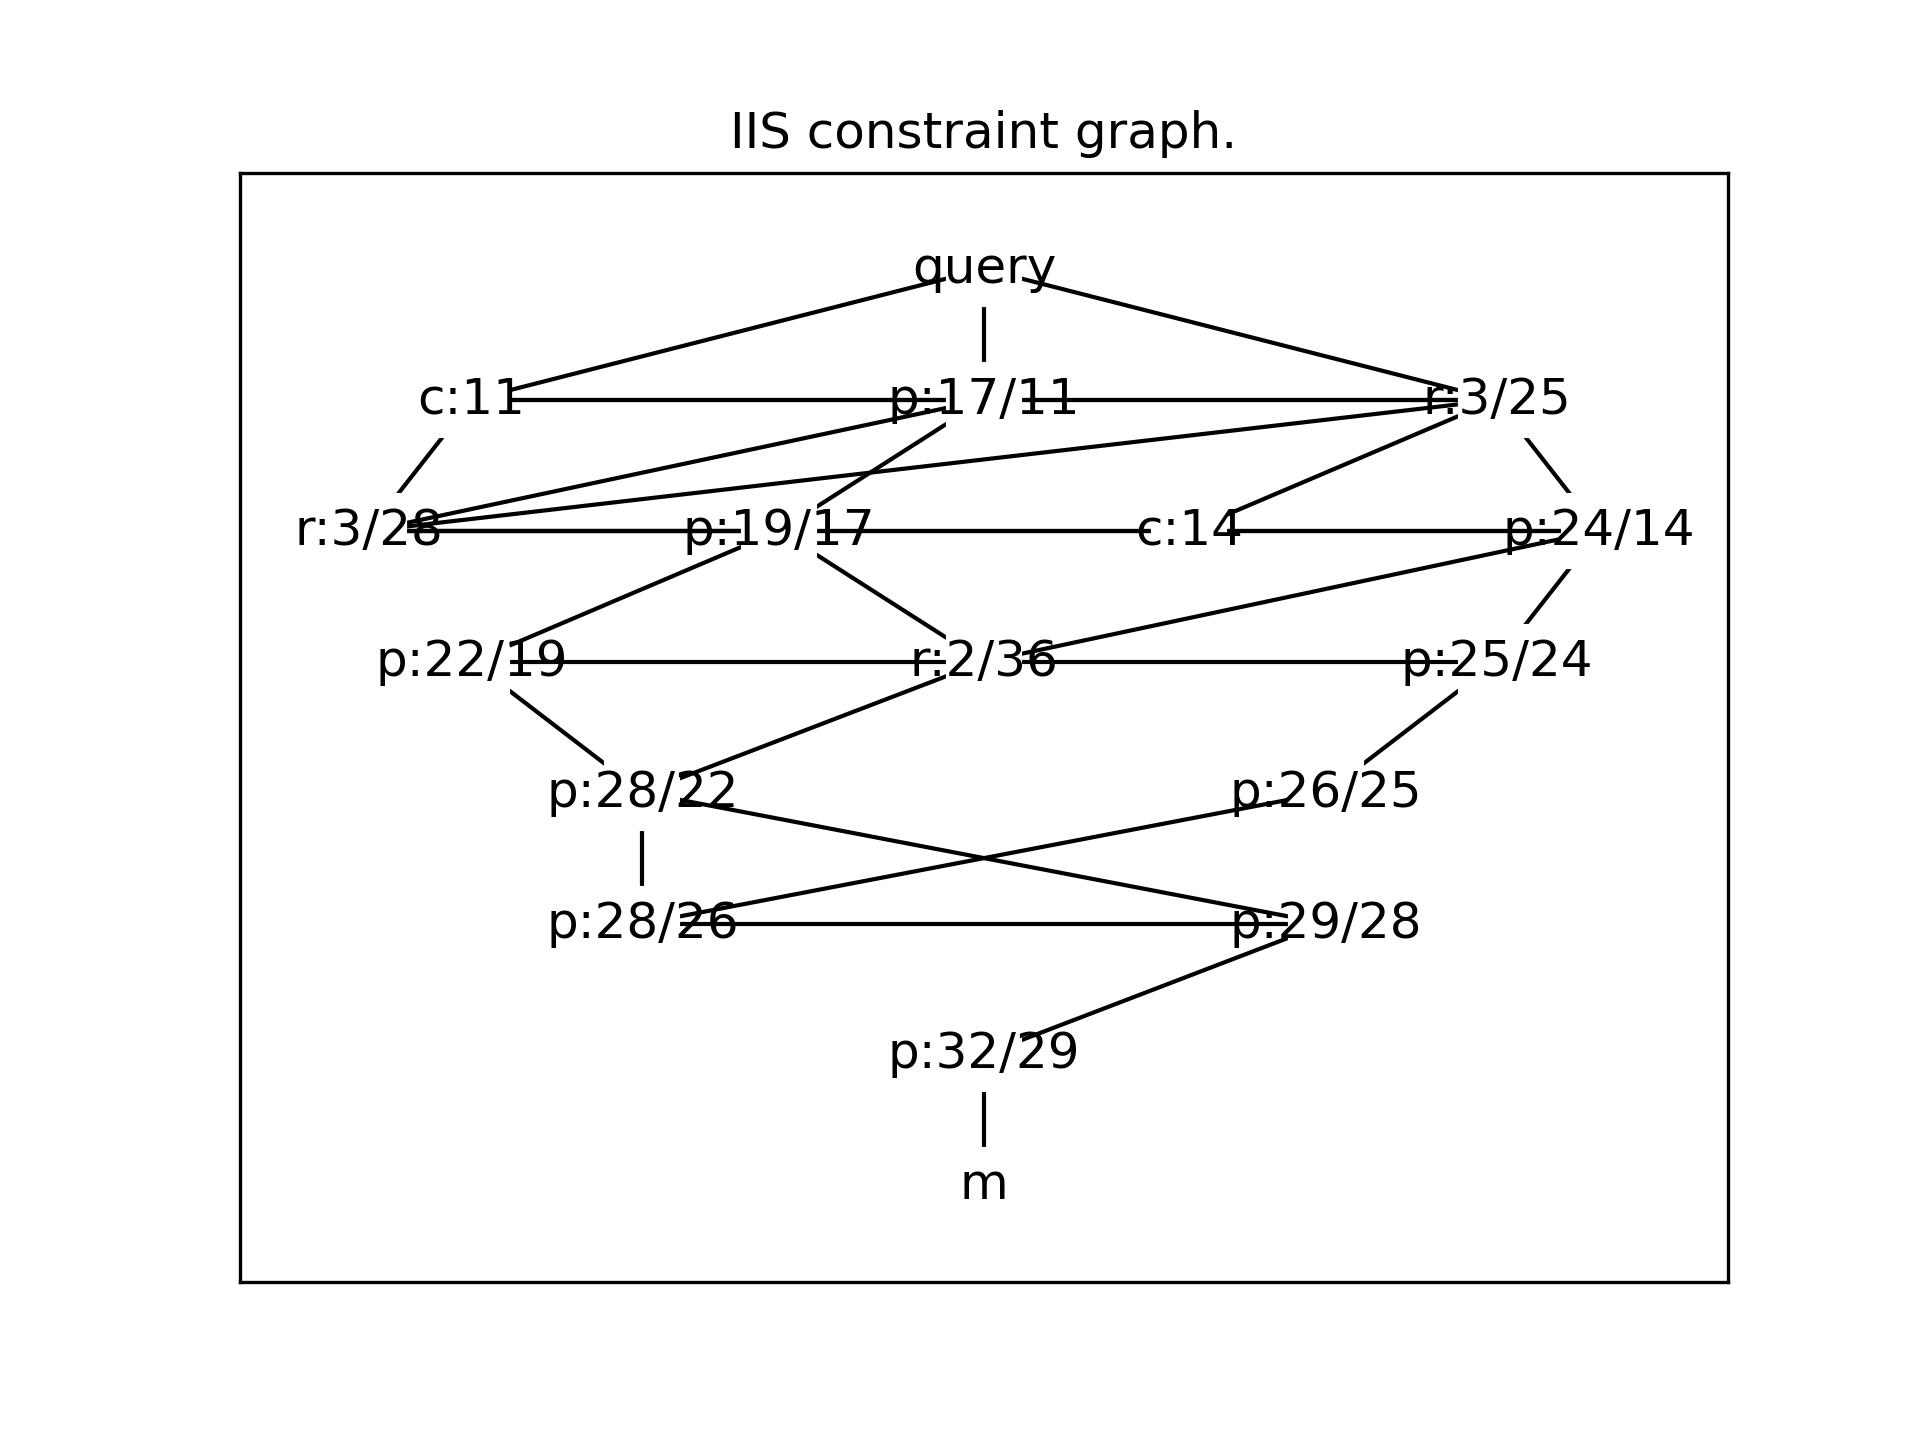 IIS constraint graph.
query
c:11 p:17/11 r:3/25
r:3/28 p:19/17 c:14 p:24/14
p:22/19 r:2/36 p:25/24
p:28/22 p:26/25
p:28/26 p:29/28
p:32/29
m